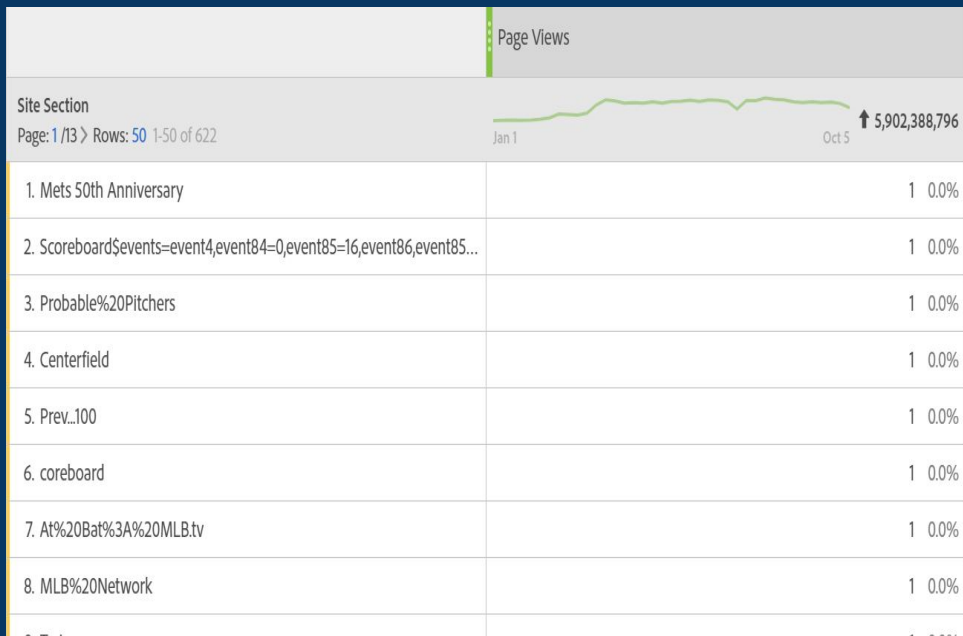 Page Views
Site Section
Page: 1 /13 > Rows: 50 1-50 of 622
Jan 1
Oct 5
5,902,388,796
1. Mets 50th Anniversary 1 0.0%
2. Scoreboard$events=event4,event84=0,event85=16,event86,event85... 1 0.0%
3. Probable%20Pitchers 1 0.0%
4. Centerfield 1 0.0%
5. Prev...100 1 0.0%
6. coreboard 1 0.0%
7. At%20Bat%3A%20MLB.tv 1 0.0%
8. MLB%20Network 1 0.0%